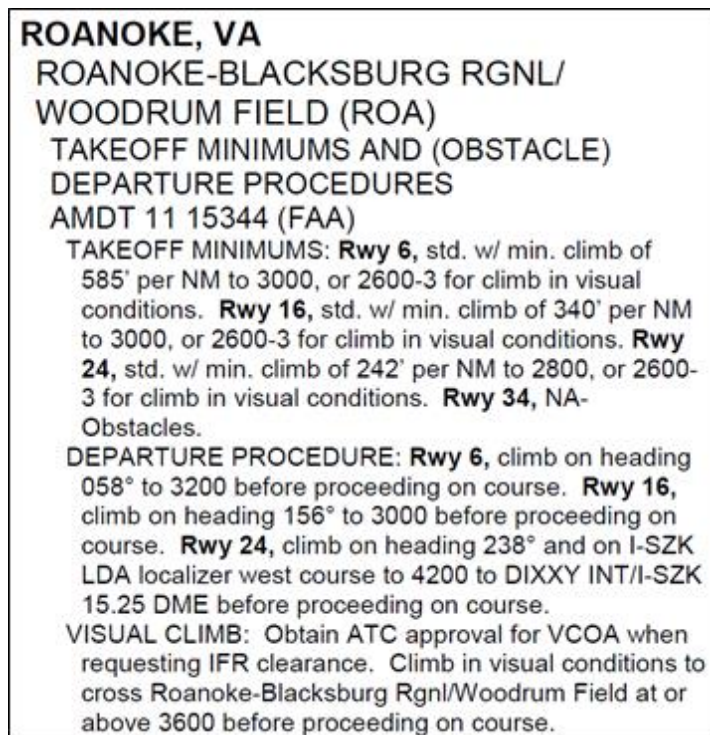 ROANOKE, VA
ROANOKE-BLACKSBURG RGNL/
WOODRUM FIELD (ROA)
TAKEOFF MINIMUMS AND (OBSTACLE)
DEPARTURE PROCEDURES
AMDT 11 15344 (FAA)
TAKEOFF MINIMUMS: Rwy 6, std. w/ min. climb of
585' per NM to 3000, or 2600-3 for climb in visual
conditions. Rwy 16, std. w/ min. climb of 340' per NM
to 3000, or 2600-3 for climb in visual conditions. Rwy
24, std. w/ min. climb of 242' per NM to 2800, or 2600-
3 for climb in visual conditions. Rwy 34, NA-
Obstacles.
DEPARTURE PROCEDURE: Rwy 6, climb on heading
058° to 3200 before proceeding on course. Rwy 16,
climb on heading 156° to 3000 before proceeding on
course. Rwy 24, climb on heading 238° and on I-SZK
LDA localizer west course to 4200 to DIXXY INT/I-SZK
15.25 DME before proceeding on course.
VISUAL CLIMB: Obtain ATC approval for VCOA when
requesting IFR clearance. Climb in visual conditions to
cross Roanoke-Blacksburg Rgnl/Woodrum Field at or
above 3600 before proceeding on course.